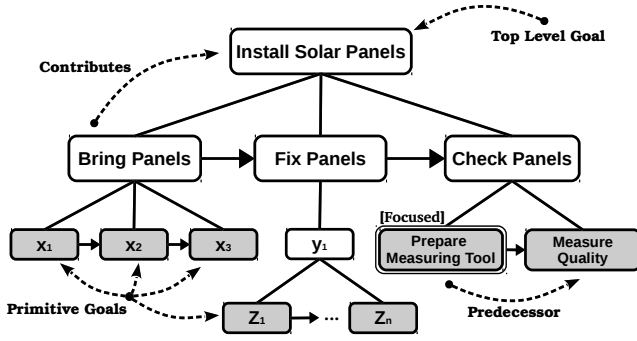 Top Level Goal
Install Solar Panels
Contributes
Bring Panels
Fix Panels
Check Panels
[Focused]
x₁
x₂
x₃
y₁
Prepare
Measuring Tool
Measure
Quality
Primitive Goals
Predecessor
Z₁
...
Zₙ